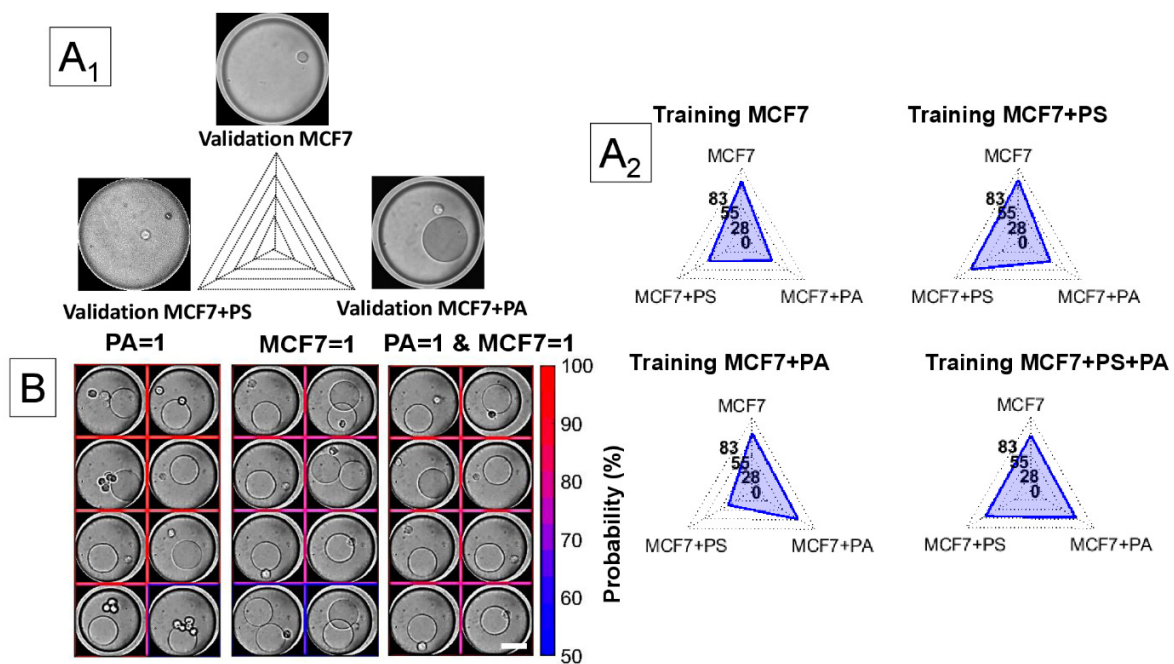 A1
Validation MCF7
Validation MCF7+PS
Validation MCF7+PA
A2
Training MCF7
MCF7
83
55
28
0
MCF7+PS
MCF7+PA
Training MCF7+PS
MCF7
83
55
28
0
MCF7+PS
MCF7+PA
Training MCF7+PA
MCF7
83
55
28
0
MCF7+PS
MCF7+PA
Training MCF7+PS+PA
MCF7
83
55
28
0
MCF7+PS
MCF7+PA
B
PA=1
MCF7=1
PA=1 & MCF7=1
100
90
80
70
60
50
Probability (%)